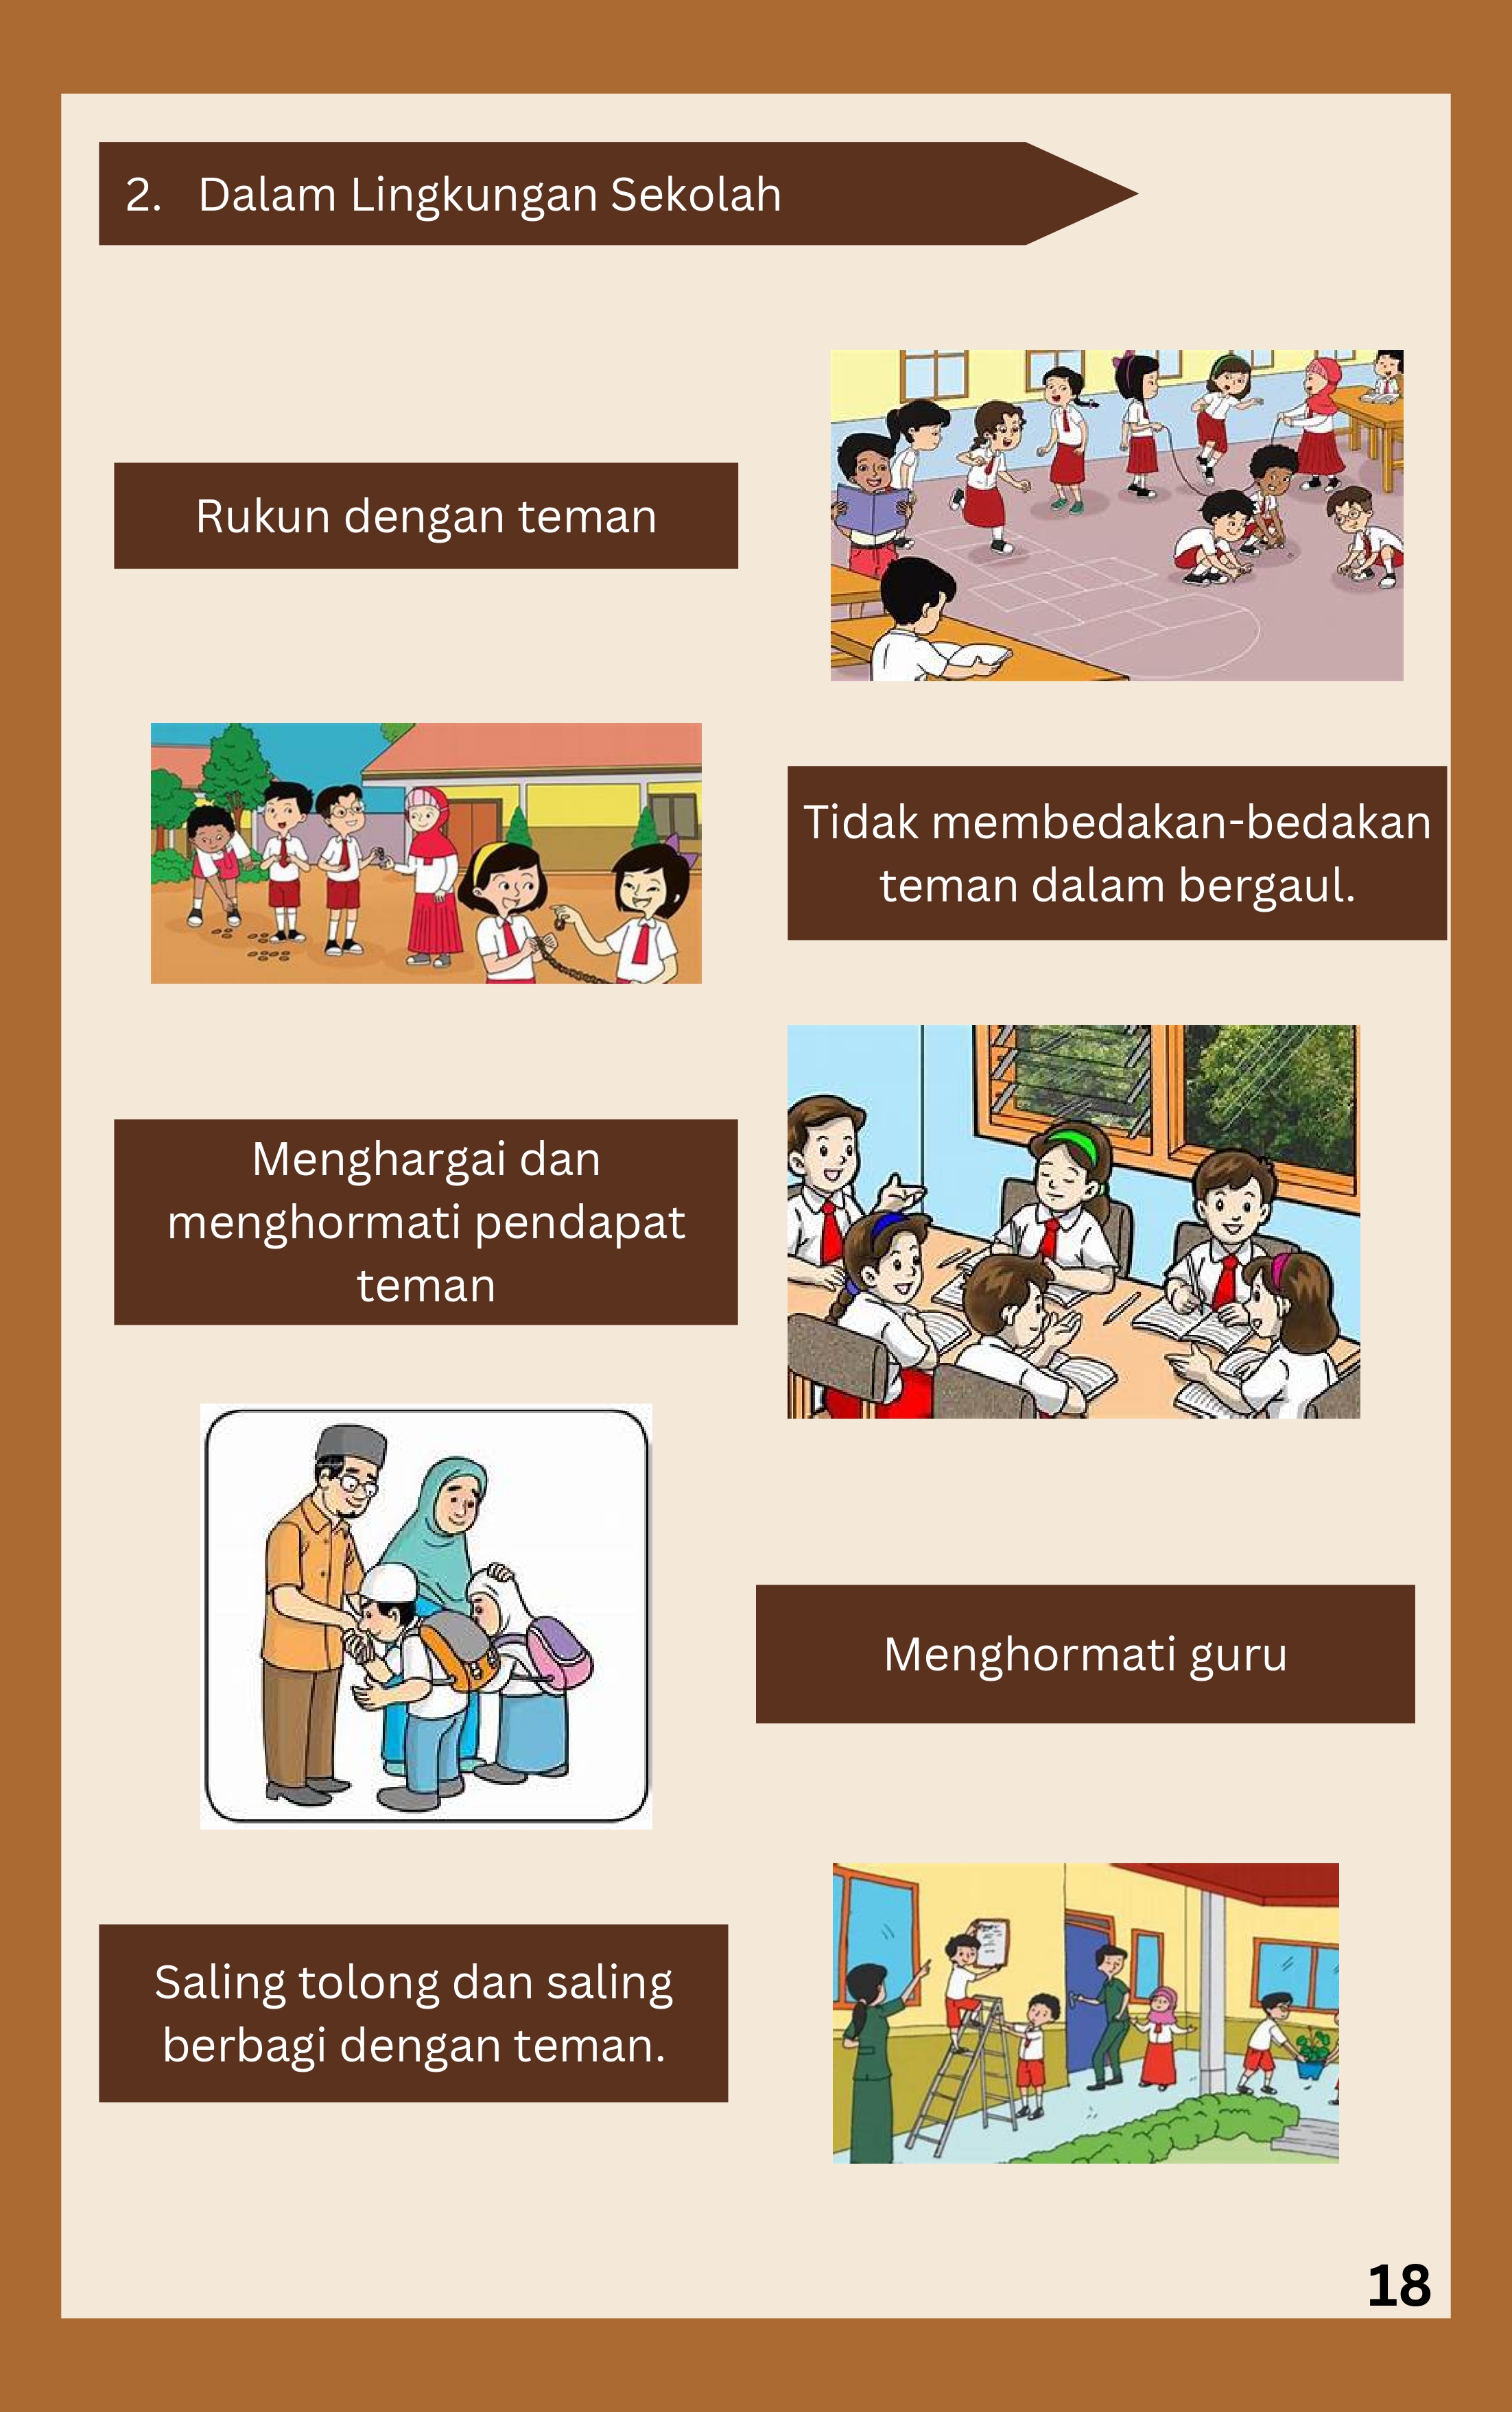 2. Dalam Lingkungan Sekolah
Rukun dengan teman
Tidak membedakan-bedakan
teman dalam bergaul.
Menghargai dan
menghormati pendapat
teman
Menghormati guru
Saling tolong dan saling
berbagi dengan teman.
18